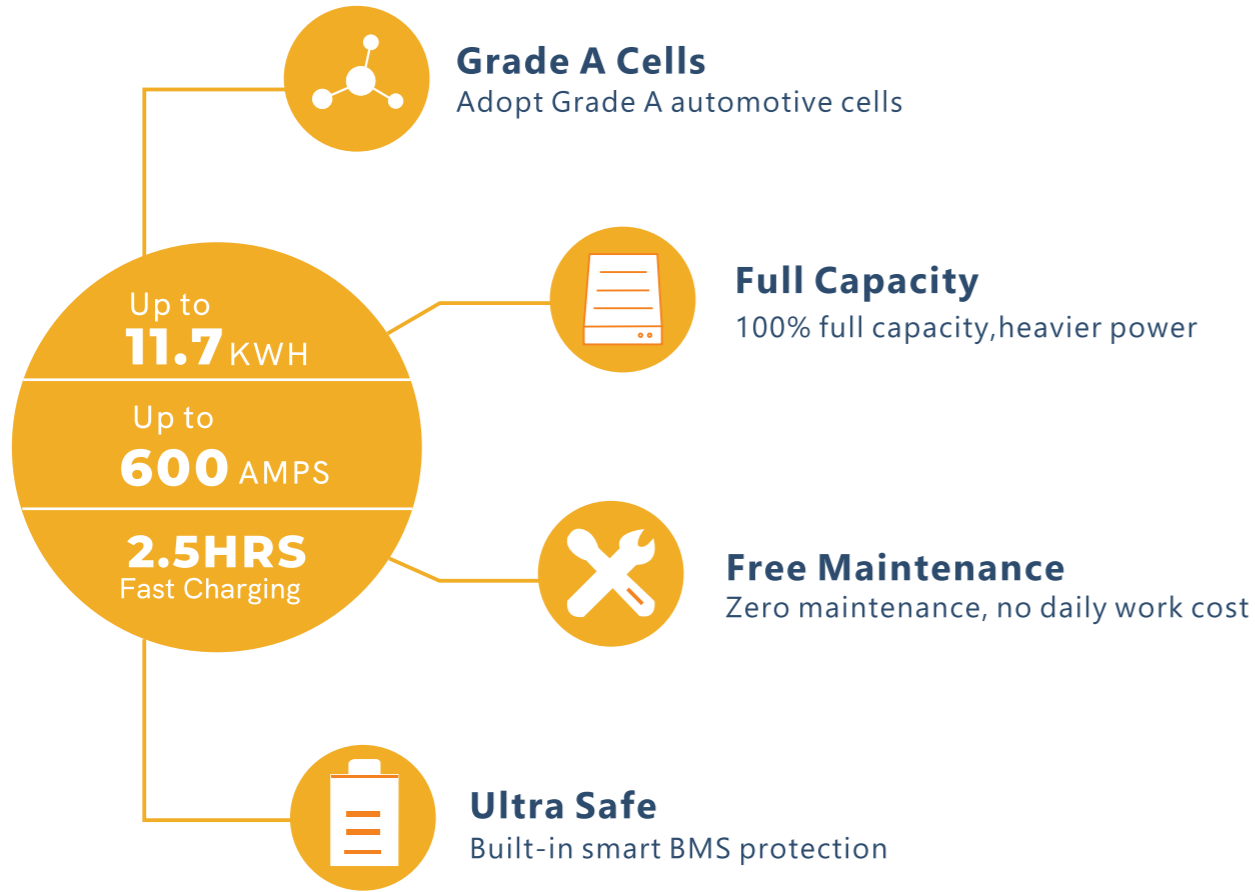 Grade A Cells
Adopt Grade A automotive cells
Up to
11.7 KWH
Up to
600 AMPS
2.5HRS
Fast Charging
Full Capacity
100% full capacity,heavier power
Free Maintenance
Zero maintenance, no daily work cost
Ultra Safe
Built-in smart BMS protection